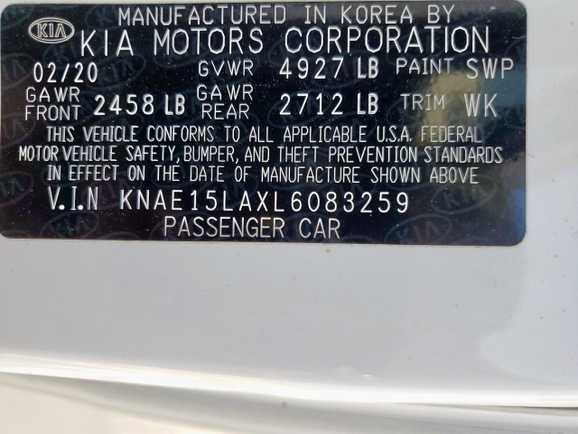 MANUFACTURED IN KOREA BY
KIA KIA MOTORS CORPORATION
02/20 GVWR 4927 LB PAINT SWP
GAWR FRONT 2458 LB GAWR REAR 2712 LB TRIM WK
THIS VEHICLE CONFORMS TO ALL APPLICABLE U.S.A. FEDERAL
MOTOR VEHICLE SAFETY, BUMPER, AND THEFT PREVENTION STANDARDS
IN EFFECT ON THE DATE OF MANUFACTURE SHOWN ABOVE
V.I.N KNAE15LAXL6083259
PASSENGER CAR